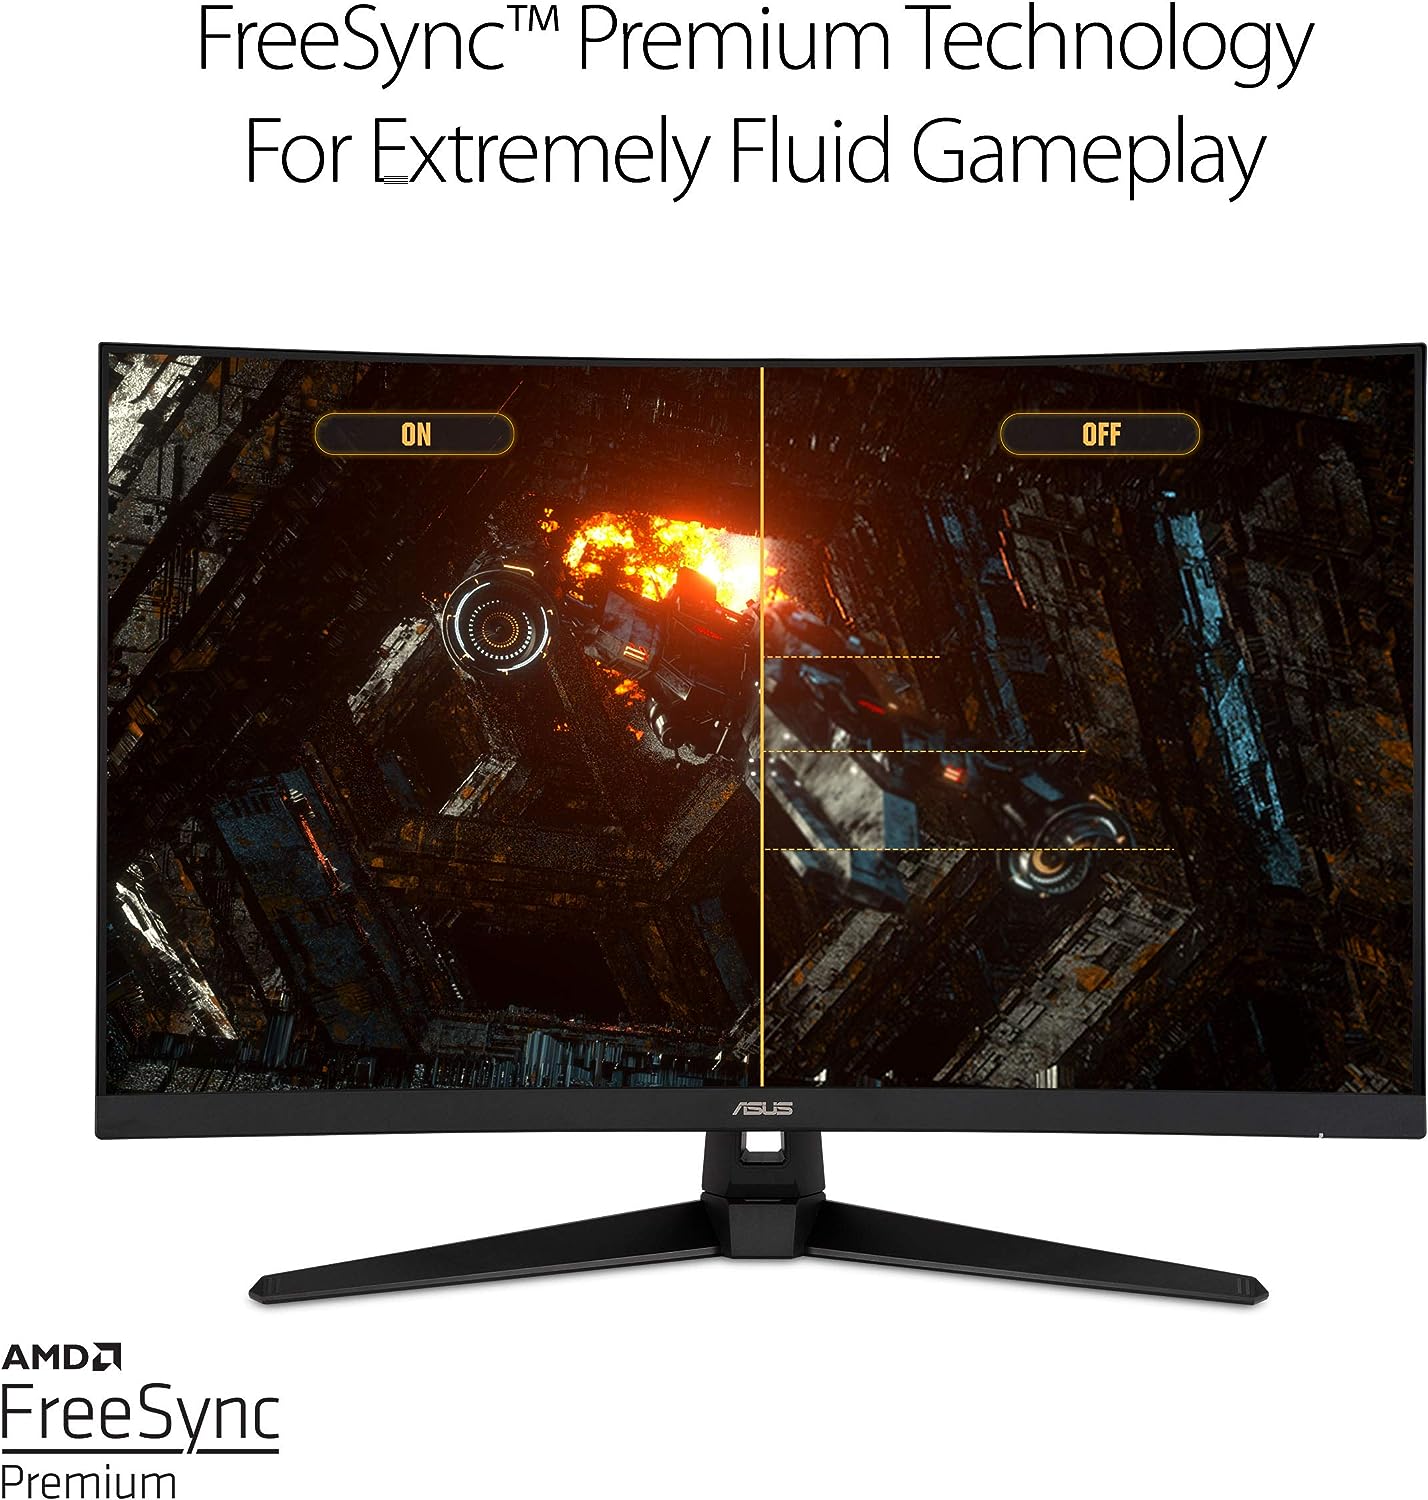 FreeSync™ Premium Technology
For Extremely Fluid Gameplay
ON
OFF
ASUS
AMD
FreeSync
Premium